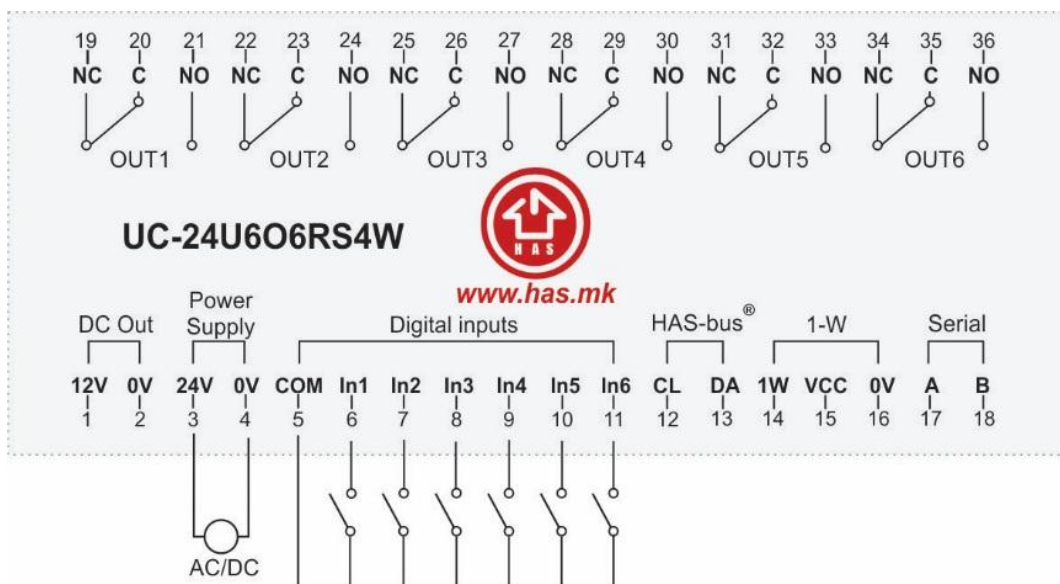 19 20 21 22 23 24 25 26 27 28 29 30 31 32 33 34 35 36
NC C NO NC C NO NC C NO NC C NO NC C NO NC C NO
OUT1 OUT2 OUT3 OUT4 OUT5 OUT6
UC-24U6O6RS4W
HAS
www.has.mk
DC Out Power Supply Digital inputs HAS-bus® 1-W Serial
12V 0V 24V 0V COM In1 In2 In3 In4 In5 In6 CL DA 1W VCC 0V A B
1 2 3 4 5 6 7 8 9 10 11 12 13 14 15 16 17 18
AC/DC